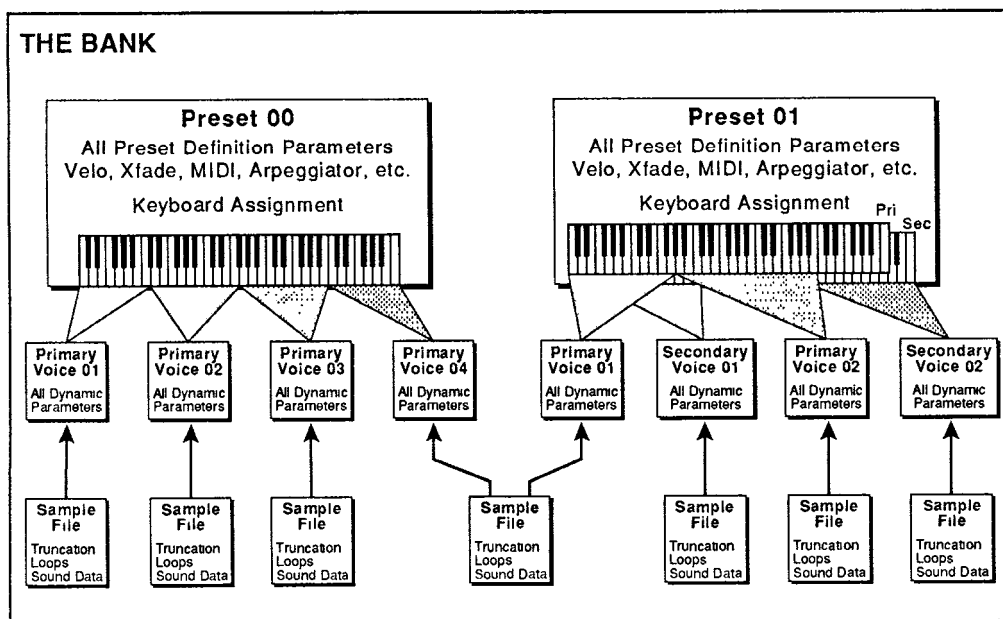 THE BANK
Preset 00
All Preset Definition Parameters
Velo, Xfade, MIDI, Arpeggiator, etc.
Keyboard Assignment
Preset 01
All Preset Definition Parameters
Velo, Xfade, MIDI, Arpeggiator, etc.
Keyboard Assignment
Pri
Sec
Primary
Voice 01
All Dynamic
Parameters
Primary
Voice 02
All Dynamic
Parameters
Primary
Voice 03
All Dynamic
Parameters
Primary
Voice 04
All Dynamic
Parameters
Primary
Voice 01
All Dynamic
Parameters
Secondary
Voice 01
All Dynamic
Parameters
Primary
Voice 02
All Dynamic
Parameters
Secondary
Voice 02
All Dynamic
Parameters
Sample
File
Truncation
Loops
Sound Data
Sample
File
Truncation
Loops
Sound Data
Sample
File
Truncation
Loops
Sound Data
Sample
File
Truncation
Loops
Sound Data
Sample
File
Truncation
Loops
Sound Data
Sample
File
Truncation
Loops
Sound Data
Sample
File
Truncation
Loops
Sound Data